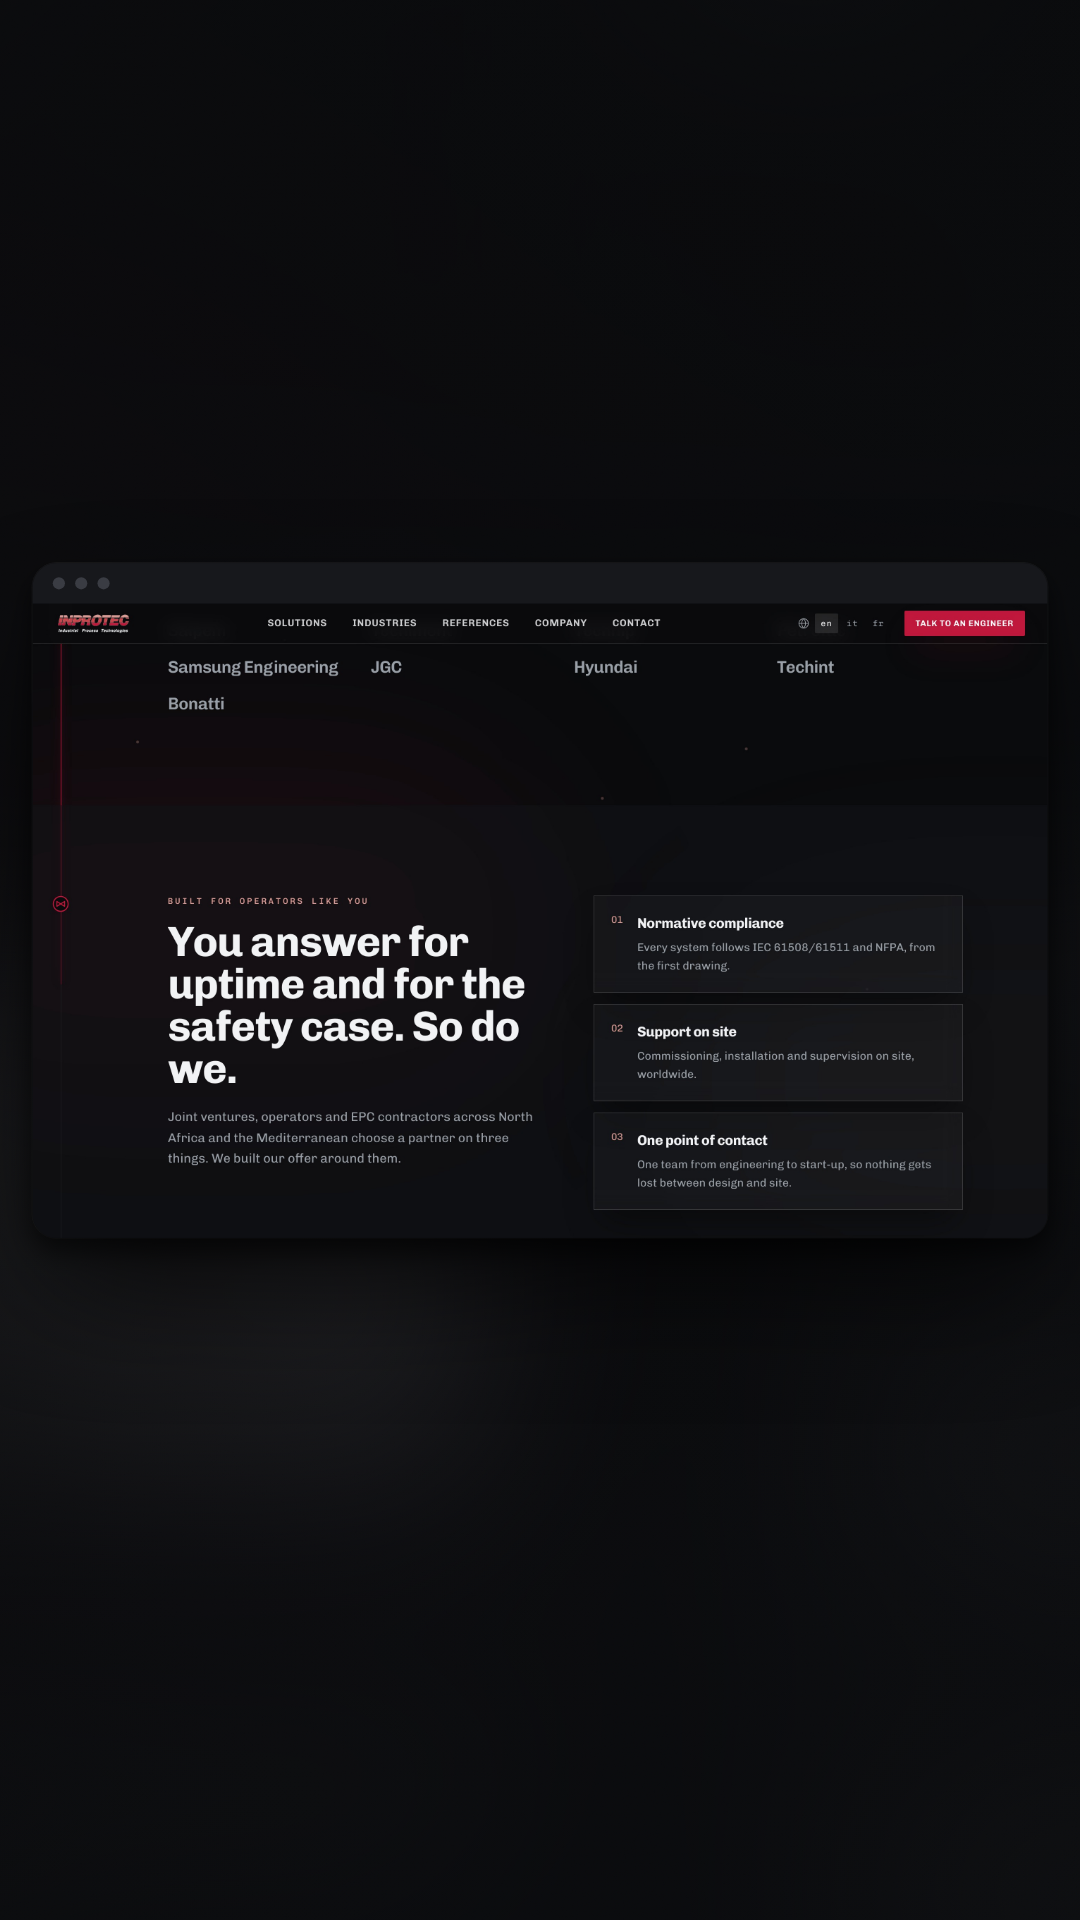 INPROTEC
Industrial Process Technologies
SOLUTIONS
INDUSTRIES
REFERENCES
COMPANY
CONTACT
en
it
fr
TALK TO AN ENGINEER
Samsung Engineering
JGC
Hyundai
Techint
Bonatti
BUILT FOR OPERATORS LIKE YOU
You answer for
uptime and for the
safety case. So do
we.
Joint ventures, operators and EPC contractors across North
Africa and the Mediterranean choose a partner on three
things. We built our offer around them.
01
Normative compliance
Every system follows IEC 61508/61511 and NFPA, from
the first drawing.
02
Support on site
Commissioning, installation and supervision on site,
worldwide.
03
One point of contact
One team from engineering to start-up, so nothing gets
lost between design and site.